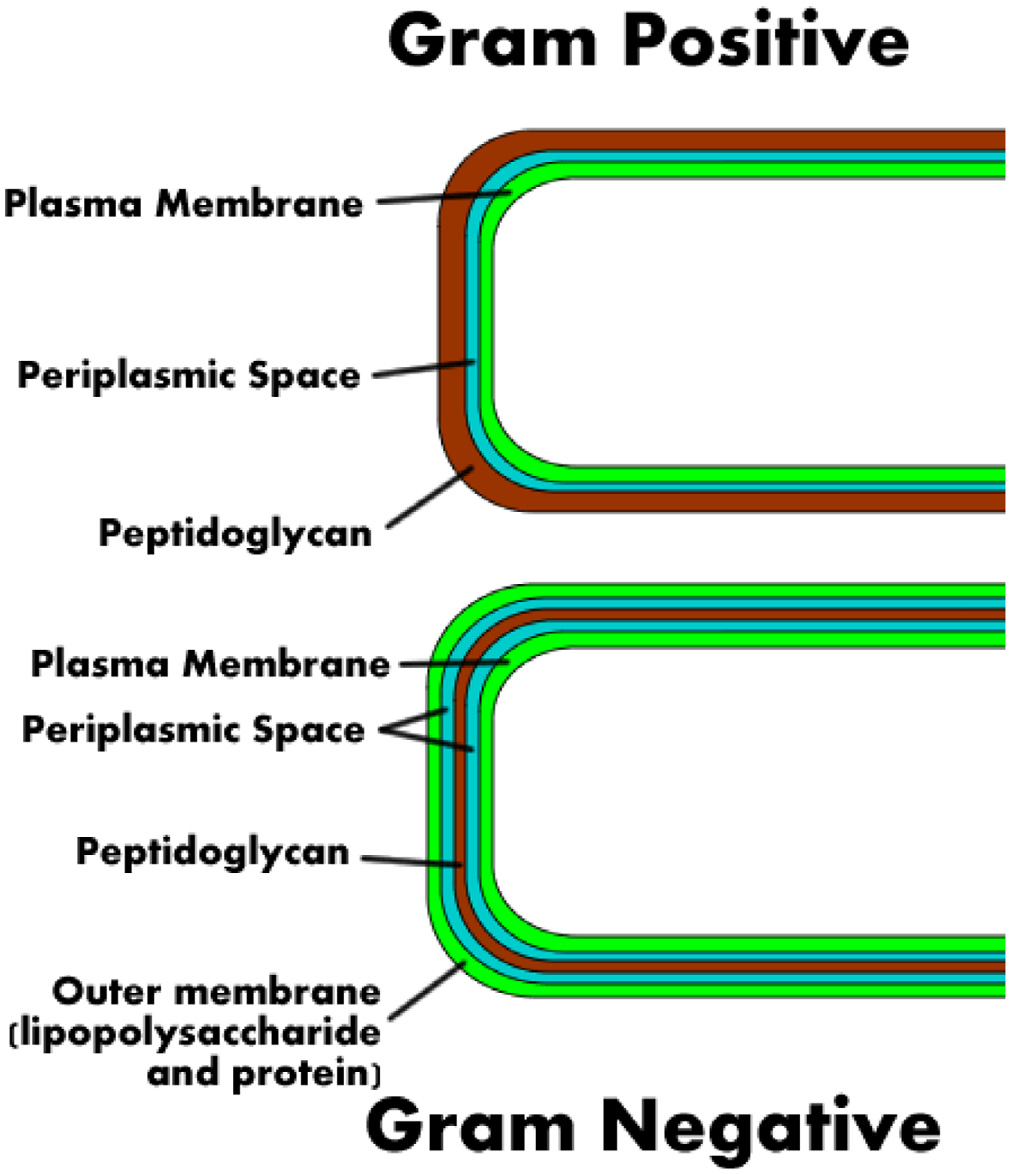 Gram Positive
Plasma Membrane
Periplasmic Space
Peptidoglycan
Plasma Membrane
Periplasmic Space
Peptidoglycan
Outer membrane
(lipopolysaccharide
and protein)
Gram Negative